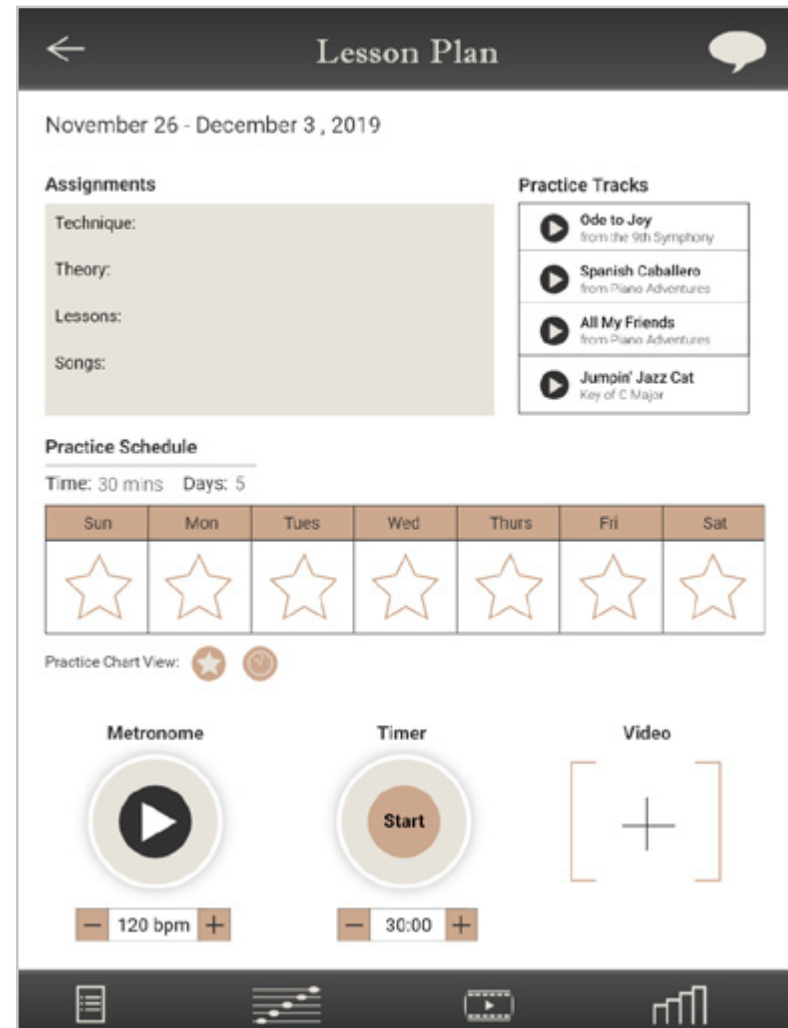 Lesson Plan
November 26 - December 3 , 2019
Assignments
Technique:
Theory:
Lessons:
Songs:
Practice Tracks
Ode to Joy
from the 9th Symphony
Spanish Caballero
from Piano Adventures
All My Friends
from Piano Adventures
Jumpin' Jazz Cat
Key of C Major
Practice Schedule
Time: 30 mins Days: 5
Sun Mon Tues Wed Thurs Fri Sat
Practice Chart View:
Metronome Timer Video
Start
120 bpm 30:00